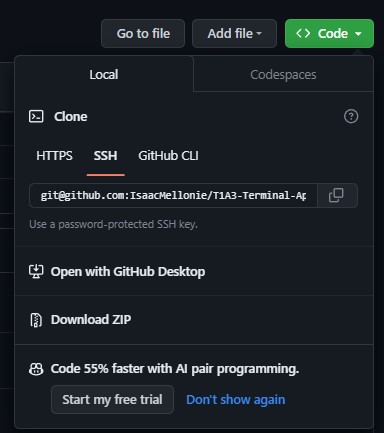 Go to file
Add file
Code
Local
Codespaces
Clone
HTTPS
SSH
GitHub CLI
git@github.com:IsaacMellonie/T1A3-Terminal-Ap
Use a password-protected SSH key.
Open with GitHub Desktop
Download ZIP
Code 55% faster with AI pair programming.
Start my free trial
Don't show again